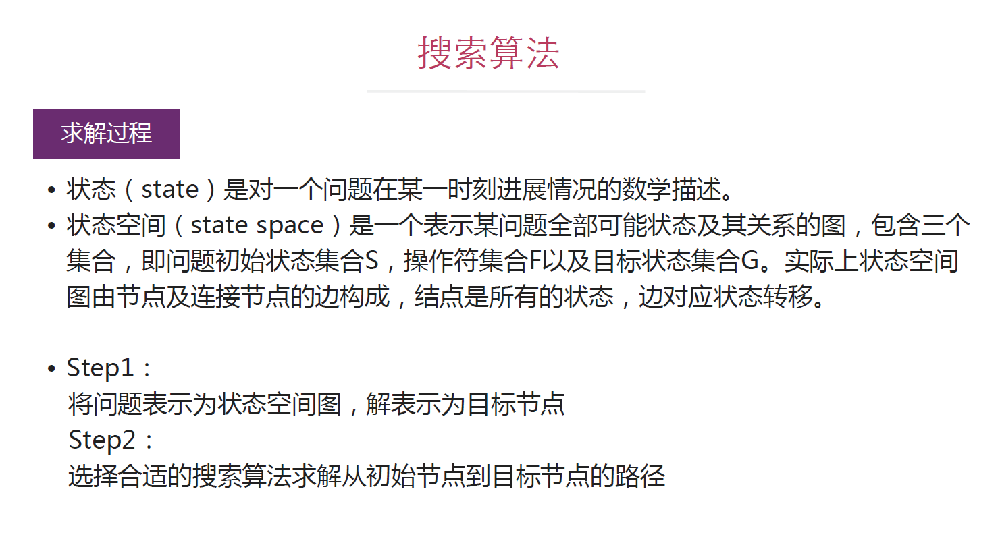 搜索算法
求解过程
• 状态（state）是对一个问题在某一时刻进展情况的数学描述。
• 状态空间（state space）是一个表示某问题全部可能状态及其关系的图，包含三个
集合，即问题初始状态集合S，操作符集合F以及目标状态集合G。实际上状态空间
图由节点及连接节点的边构成，结点是所有的状态，边对应状态转移。
• Step1：
将问题表示为状态空间图，解表示为目标节点
Step2：
选择合适的搜索算法求解从初始节点到目标节点的路径